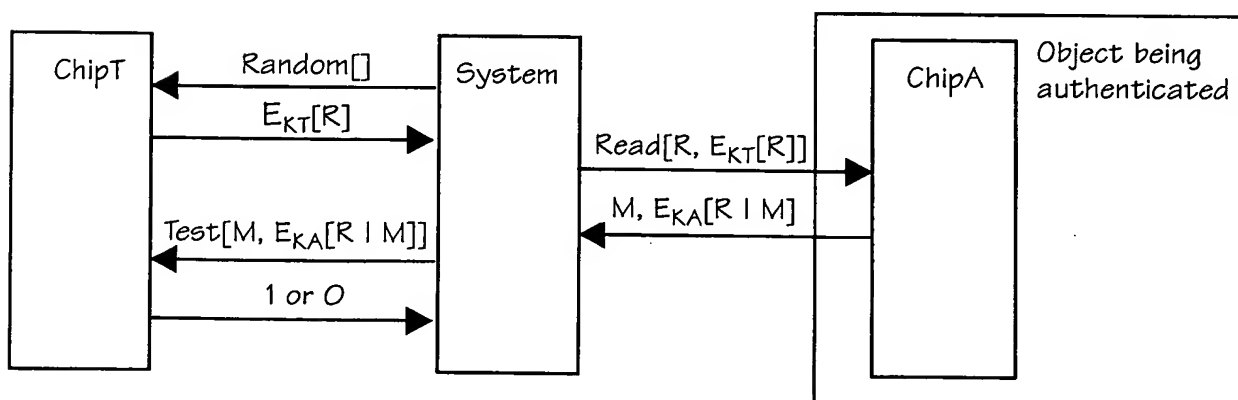 ChipT
Random[]
E_KT[R]
Test[M, E_KA[R | M]]
1 or 0
System
Read[R, E_KT[R]]
M, E_KA[R | M]
ChipA
Object being
authenticated